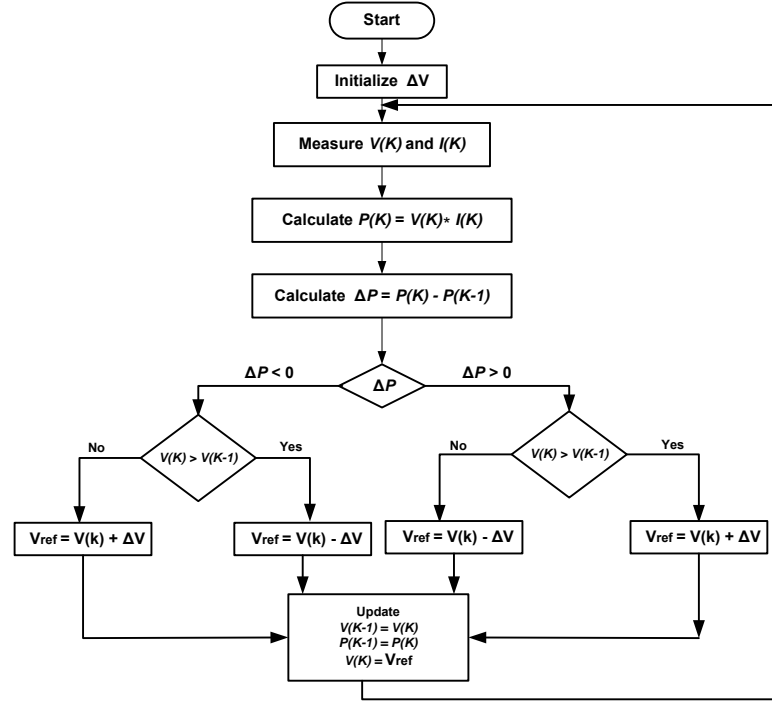 Start
Initialize ΔV
Measure V(K) and I(K)
Calculate P(K) = V(K)* I(K)
Calculate ΔP = P(K) - P(K-1)
ΔP < 0
ΔP
ΔP > 0
No
V(K) > V(K-1)
Yes
No
V(K) > V(K-1)
Yes
Vref = V(k) + ΔV
Vref = V(k) - ΔV
Vref = V(k) - ΔV
Vref = V(k) + ΔV
Update
V(K-1) = V(K)
P(K-1) = P(K)
V(K) = Vref